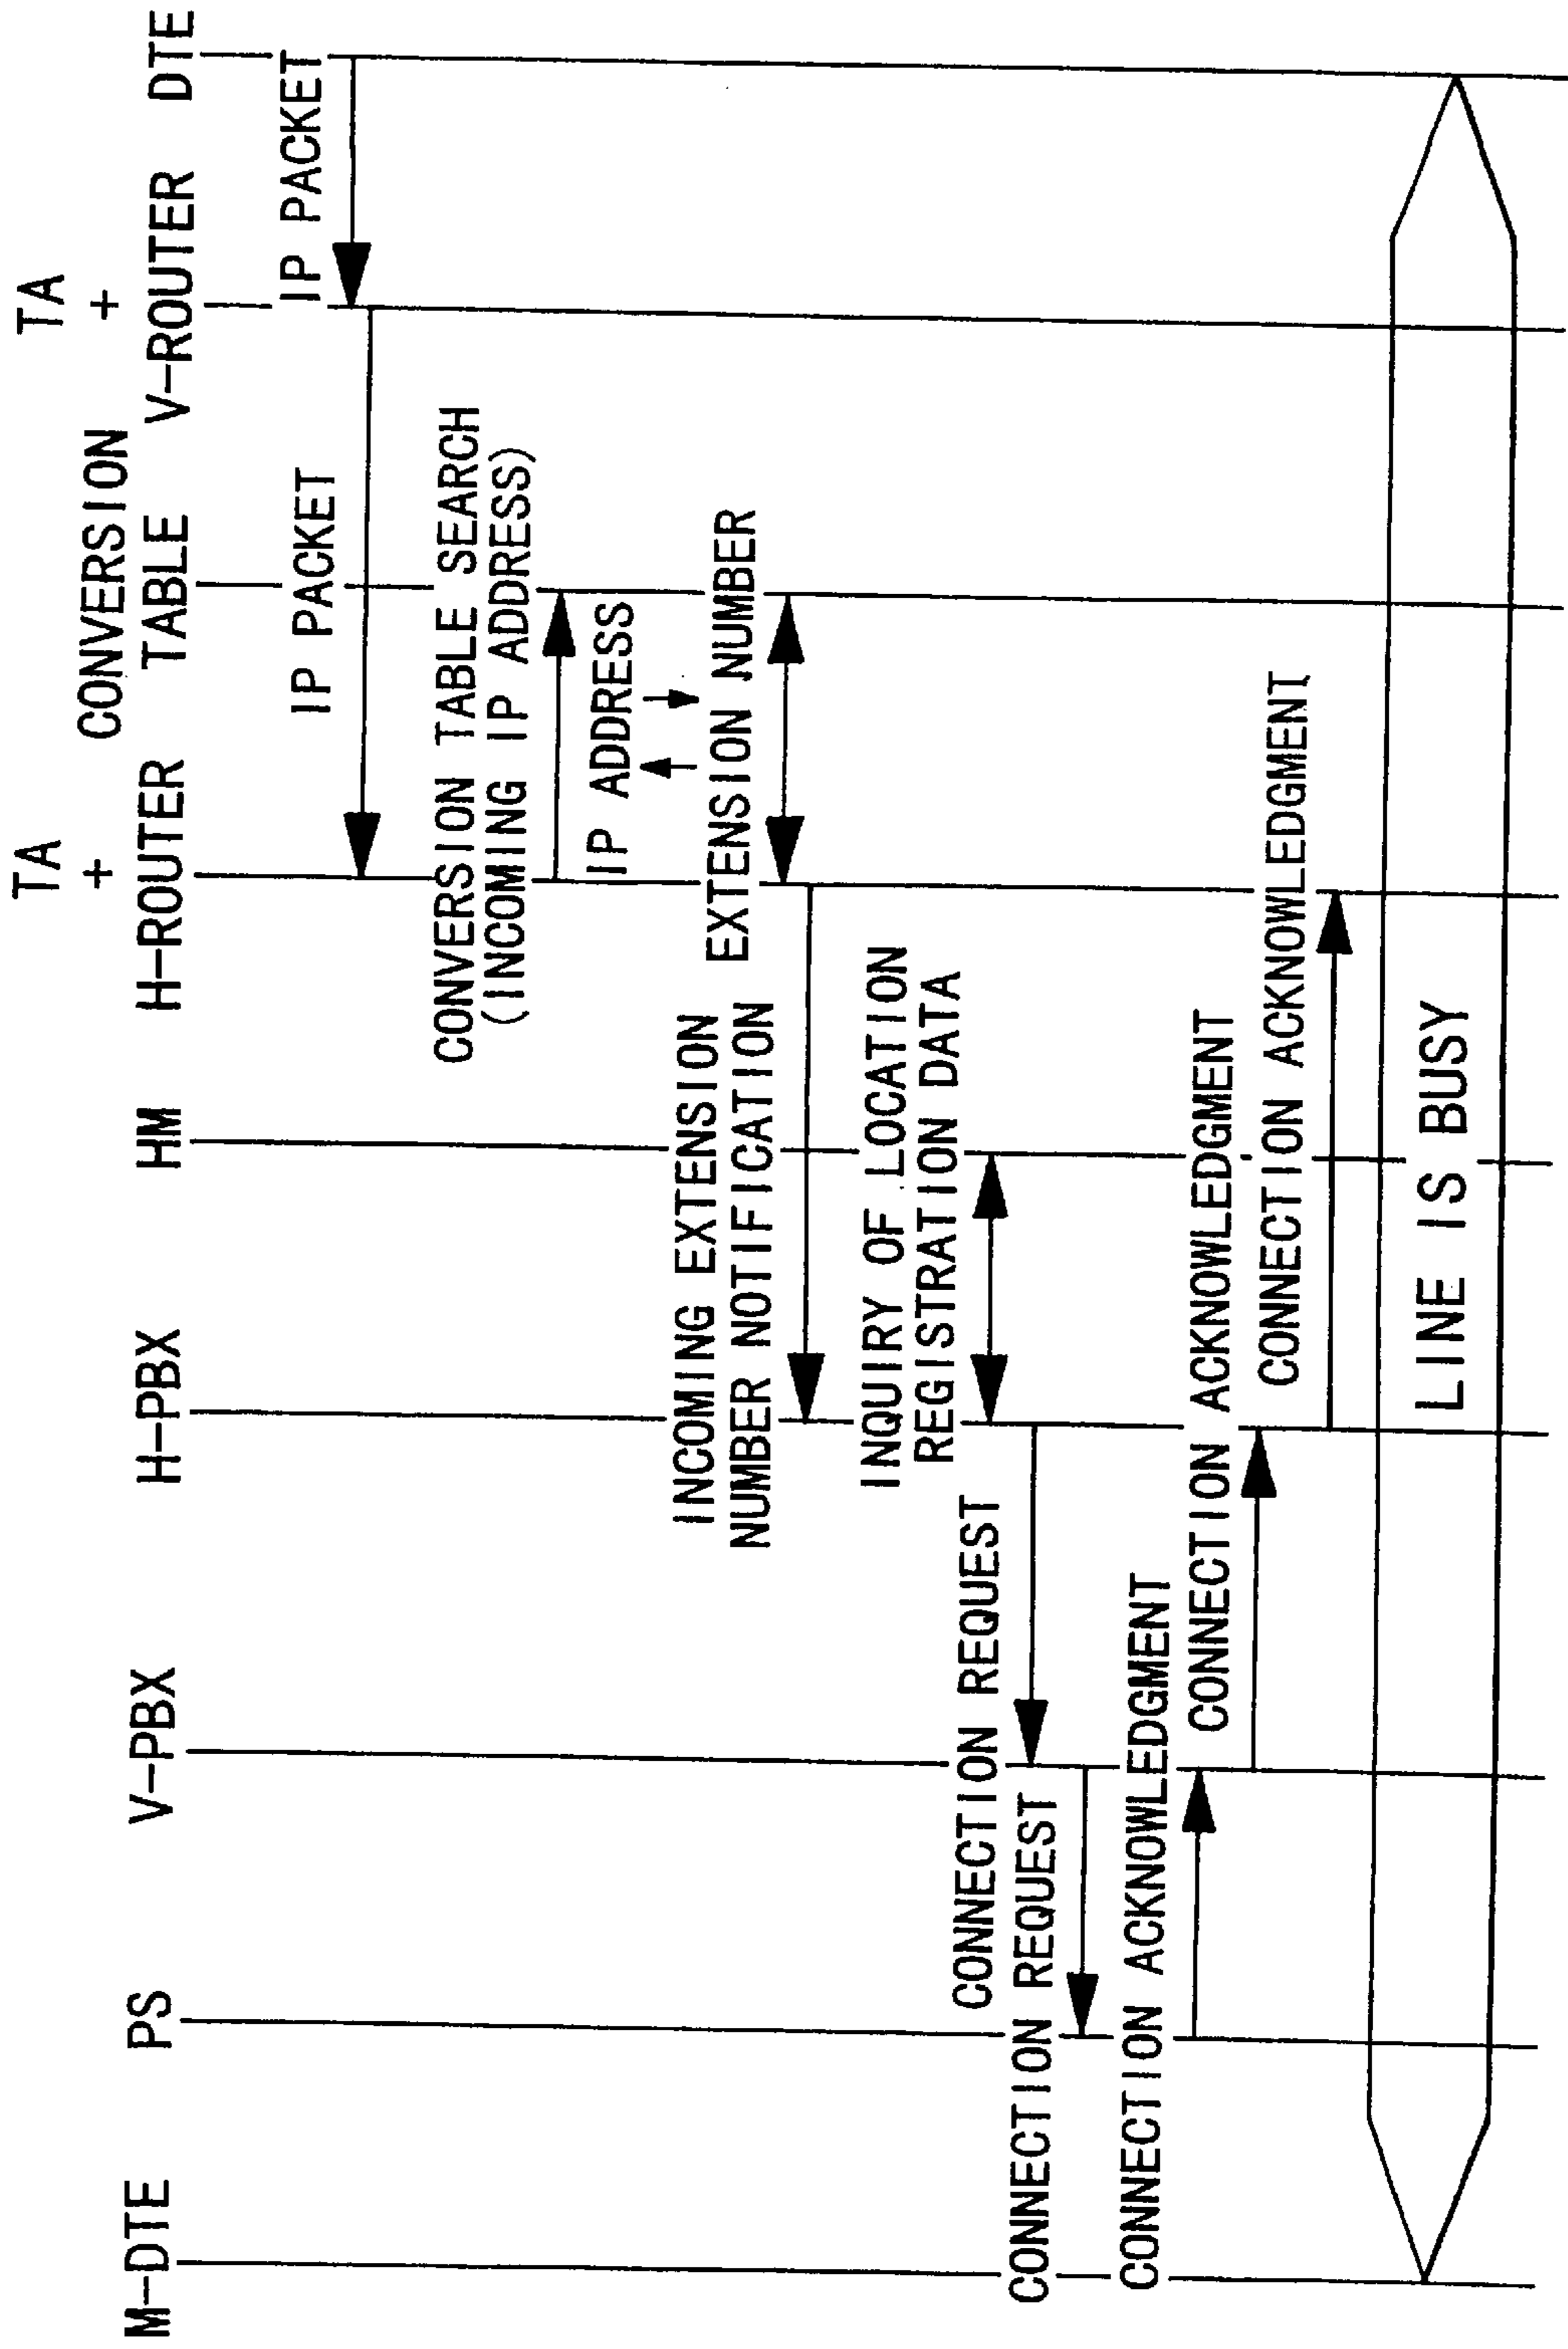 M-DTE
PS
V-PBX
H-PBX
HM
TA
+
H-ROUTER
CONVERSION
TABLE
TA
+
V-ROUTER
DTE
IP PACKET
IP PACKET
CONVERSION TABLE SEARCH
(INCOMING IP ADDRESS)
IP ADDRESS
EXTENSION NUMBER
INCOMING EXTENSION
NUMBER NOTIFICATION
INQUIRY OF LOCATION
REGISTRATION DATA
CONNECTION REQUEST
CONNECTION REQUEST
CONNECTION ACKNOWLEDGMENT
CONNECTION ACKNOWLEDGMENT
CONNECTION ACKNOWLEDGMENT
LINE IS BUSY